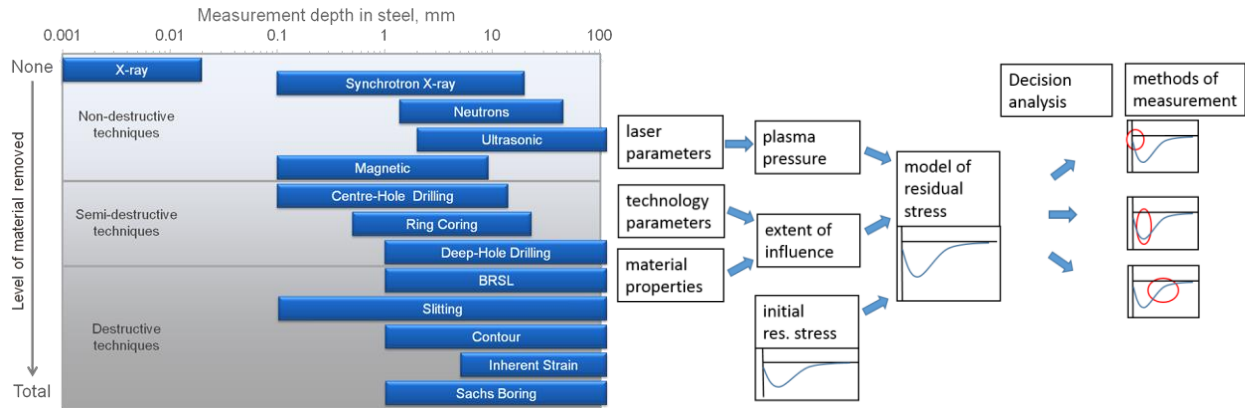 Measurement depth in steel, mm
0.001
0.01
0.1
1
10
100
None
Level of material removed
Total
Non-destructive
techniques
Semi-destructive
techniques
Destructive
techniques
X-ray
Synchrotron X-ray
Neutrons
Ultrasonic
Magnetic
Centre-Hole Drilling
Ring Coring
Deep-Hole Drilling
BRSL
Slitting
Contour
Inherent Strain
Sachs Boring
laser
parameters
technology
parameters
material
properties
plasma
pressure
extent of
influence
initial
res. stress
model of
residual
stress
Decision
analysis
methods of
measurement